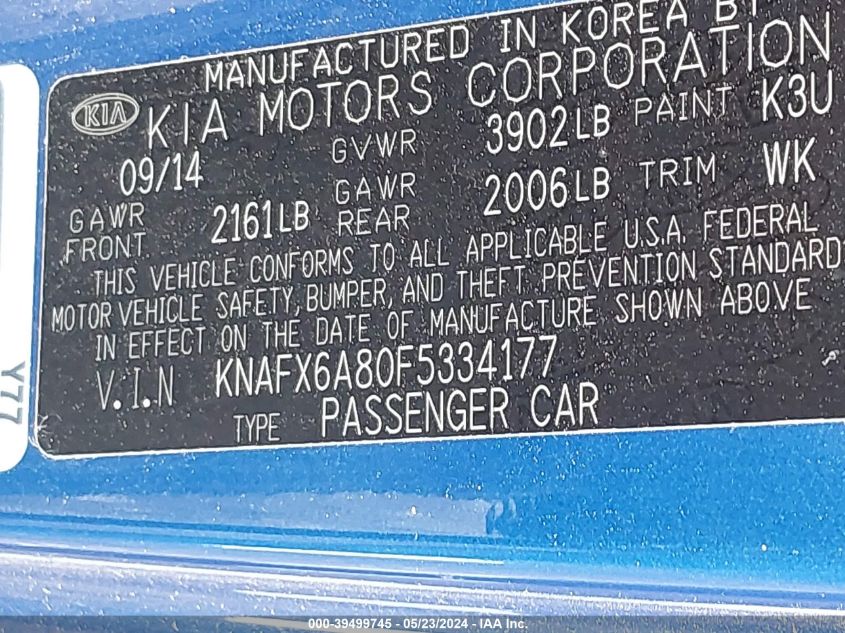 MANUFACTURED IN KOREA BY
KIA KIA MOTORS CORPORATION
09/14 GVWR 3902LB PAINT K3U
GAWR FRONT 2161LB GAWR REAR 2006LB TRIM WK
THIS VEHICLE CONFORMS TO ALL APPLICABLE U.S.A. FEDERAL
MOTOR VEHICLE SAFETY, BUMPER, AND THEFT PREVENTION STANDARD
IN EFFECT ON THE DATE OF MANUFACTURE SHOWN ABOVE
V.I.N KNAFX6A80F5334177
TYPE PASSENGER CAR
Y77
000-39499745 - 05/23/2024 - IAA Inc.